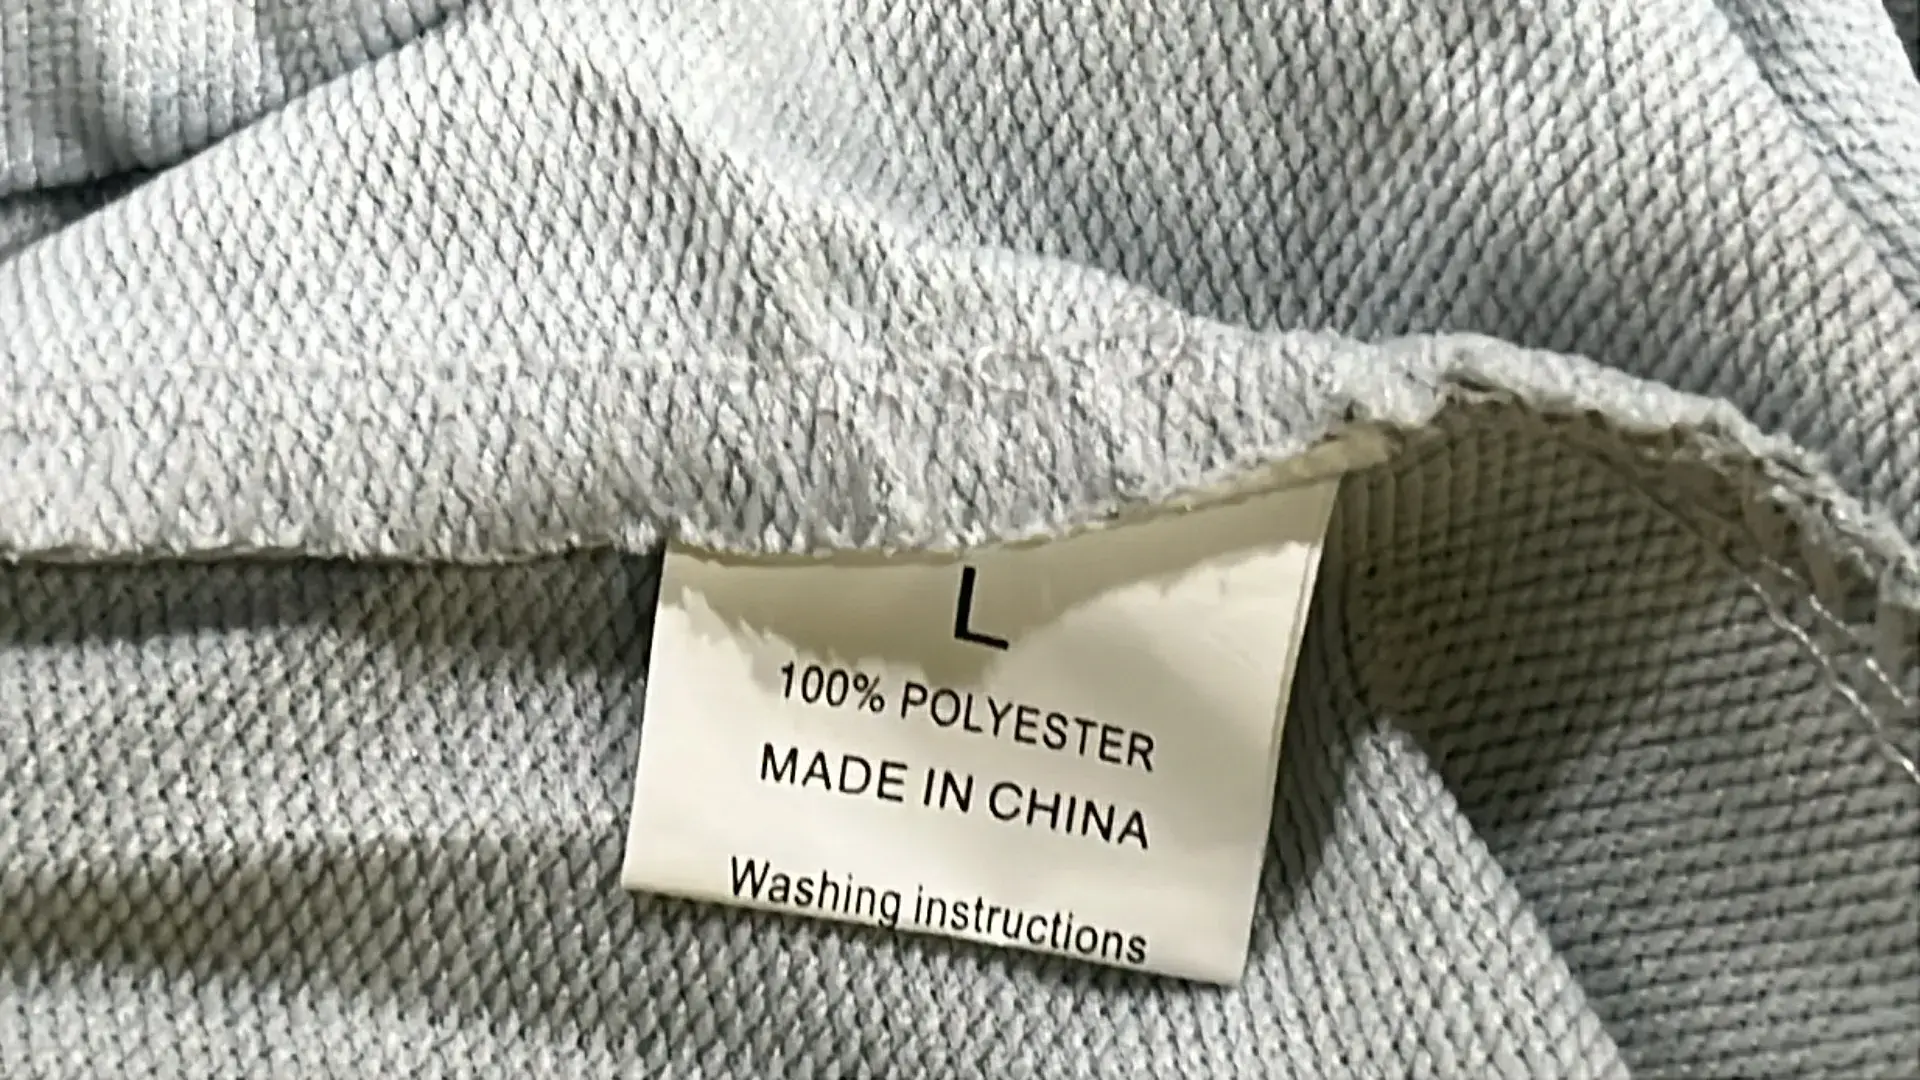 L
100% POLYESTER
MADE IN CHINA
Washing instructions